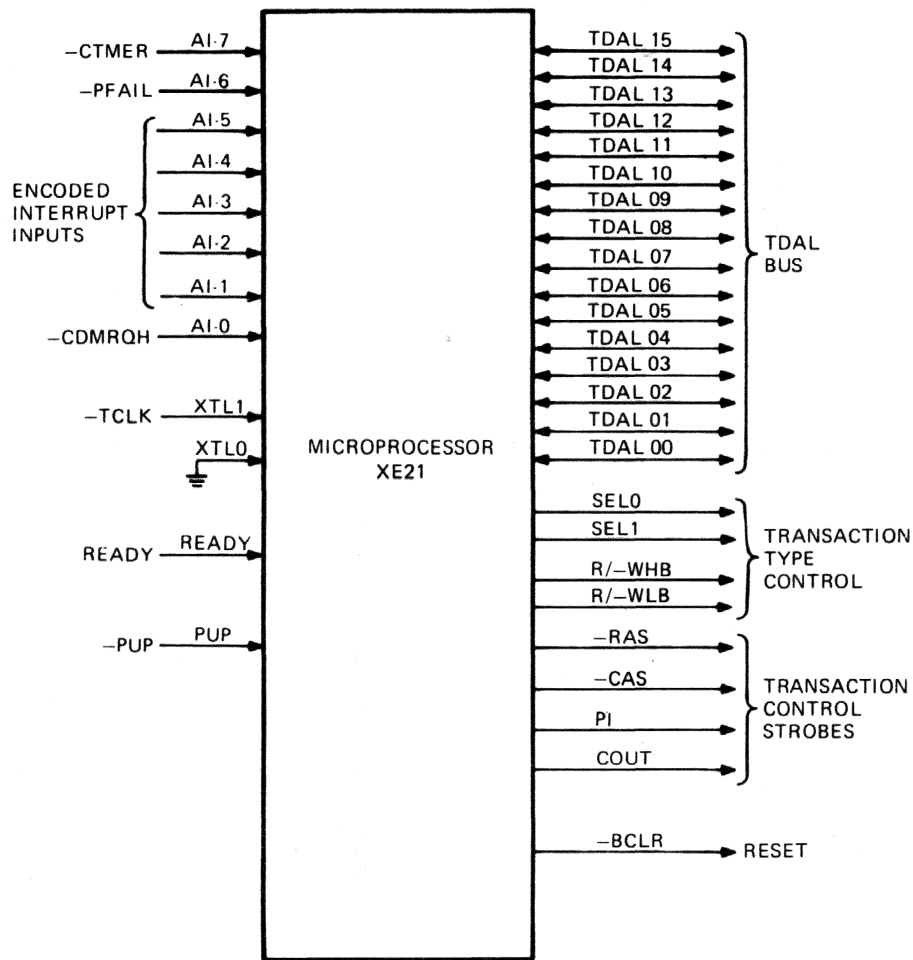 -CTMER
AI-7
-PFAIL
AI-6
AI-5
AI-4
ENCODED
INTERRUPT
INPUTS
AI-3
AI-2
AI-1
-CDMRQH
AI-0
-TCLK
XTL1
XTL0
READY
READY
-PUP
PUP
MICROPROCESSOR
XE21
TDAL 15
TDAL 14
TDAL 13
TDAL 12
TDAL 11
TDAL 10
TDAL 09
TDAL 08
TDAL 07
TDAL 06
TDAL 05
TDAL 04
TDAL 03
TDAL 02
TDAL 01
TDAL 00
TDAL
BUS
SEL0
SEL1
R/-WHB
R/-WLB
TRANSACTION
TYPE
CONTROL
-RAS
-CAS
PI
COUT
TRANSACTION
CONTROL
STROBES
-BCLR
RESET